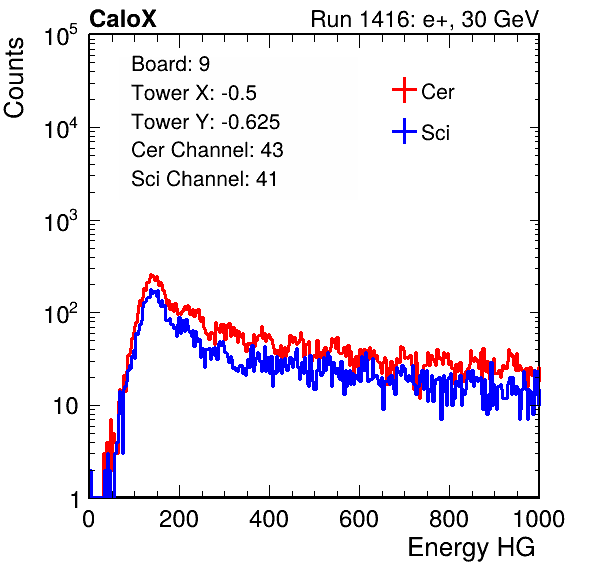 CaloX Run 1416: e+, 30 GeV
Board: 9
Tower X: -0.5
Tower Y: -0.625
Cer Channel: 43
Sci Channel: 41
Cer
Sci
Counts
10^5
10^4
10^3
10^2
10
1
0 200 400 600 800 1000
Energy HG